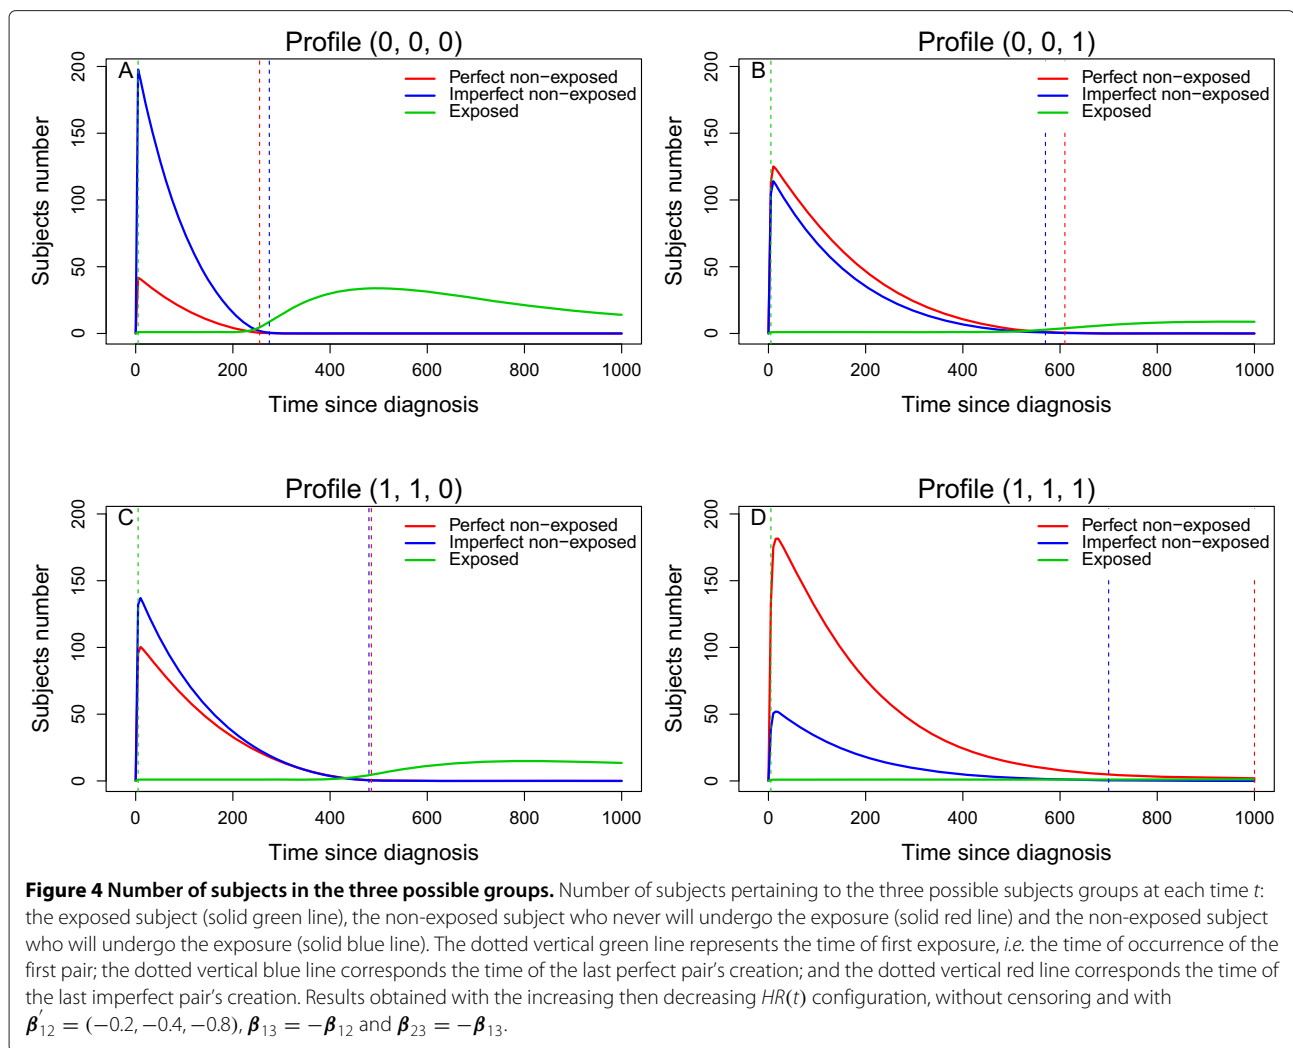 Profile (0, 0, 0)
A
Perfect non−exposed
Imperfect non−exposed
Exposed
Subjects number
0
50
100
150
200
0 200 400 600 800 1000
Time since diagnosis
Profile (0, 0, 1)
B
Perfect non−exposed
Imperfect non−exposed
Exposed
Subjects number
0
50
100
150
200
0 200 400 600 800 1000
Time since diagnosis
Profile (1, 1, 0)
C
Perfect non−exposed
Imperfect non−exposed
Exposed
Subjects number
0
50
100
150
200
0 200 400 600 800 1000
Time since diagnosis
Profile (1, 1, 1)
D
Perfect non−exposed
Imperfect non−exposed
Exposed
Subjects number
0
50
100
150
200
0 200 400 600 800 1000
Time since diagnosis
Figure 4 Number of subjects in the three possible groups. Number of subjects pertaining to the three possible subjects groups at each time t:
the exposed subject (solid green line), the non-exposed subject who never will undergo the exposure (solid red line) and the non-exposed subject
who will undergo the exposure (solid blue line). The dotted vertical green line represents the time of first exposure, i.e. the time of occurrence of the
first pair; the dotted vertical blue line corresponds the time of the last perfect pair's creation; and the dotted vertical red line corresponds the time of
the last imperfect pair's creation. Results obtained with the increasing then decreasing HR(t) configuration, without censoring and with
β′12 = (−0.2, −0.4, −0.8), β13 = −β12 and β23 = −β13.